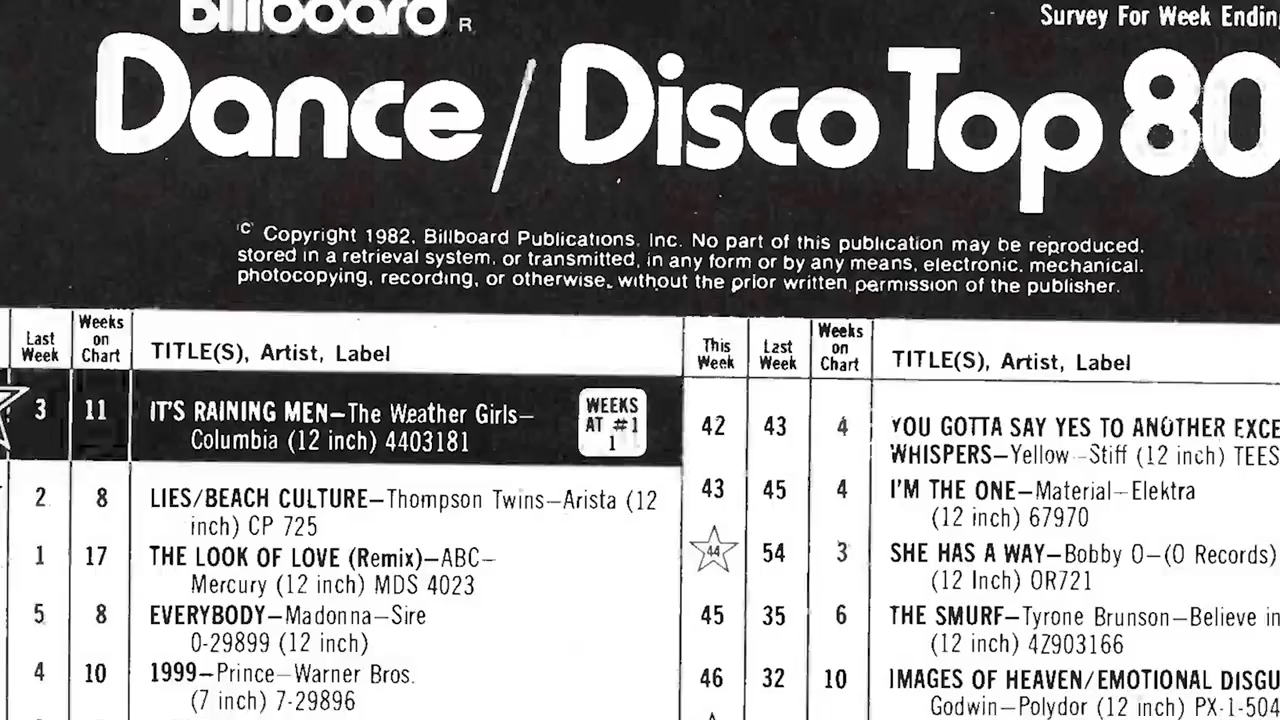 Billboard R
Survey For Week
Dance/Disco Top 80
© Copyright 1982, Billboard Publications, Inc. No part of this publication may be reproduced,
stored in a retrieval system, or transmitted, in any form or by any means, electronic, mechanical,
photocopying, recording, or otherwise, without the prior written permission of the publisher.
Last Week
Weeks on Chart
TITLE(S), Artist, Label
3 11 IT'S RAINING MEN—The Weather Girls—
Columbia (12 inch) 4403181
WEEKS
AT #1
1
2 8 LIES/BEACH CULTURE—Thompson Twins—Arista (12
inch) CP 725
1 17 THE LOOK OF LOVE (Remix)—ABC—
Mercury (12 inch) MDS 4023
5 8 EVERYBODY—Madonna—Sire
0-29899 (12 inch)
4 10 1999—Prince—Warner Bros.
(7 inch) 7-29896
This Week
Last Week
Weeks on Chart
TITLE(S), Artist, Label
42 43 4 YOU GOTTA SAY YES TO ANOTHER
WHISPERS—Yellow—Stiff (12 inch) TEES
43 45 4 I'M THE ONE—Material—Elektra
(12 inch) 67970
44 54 3 SHE HAS A WAY—Bobby O—(O Records)
(12 Inch) OR721
45 35 6 THE SMURF—Tyrone Brunson—Believe in
(12 inch) 4Z903166
46 32 10 IMAGES OF HEAVEN/EMOTIONAL
Godwin—Polydor (12 inch) PX-1-504